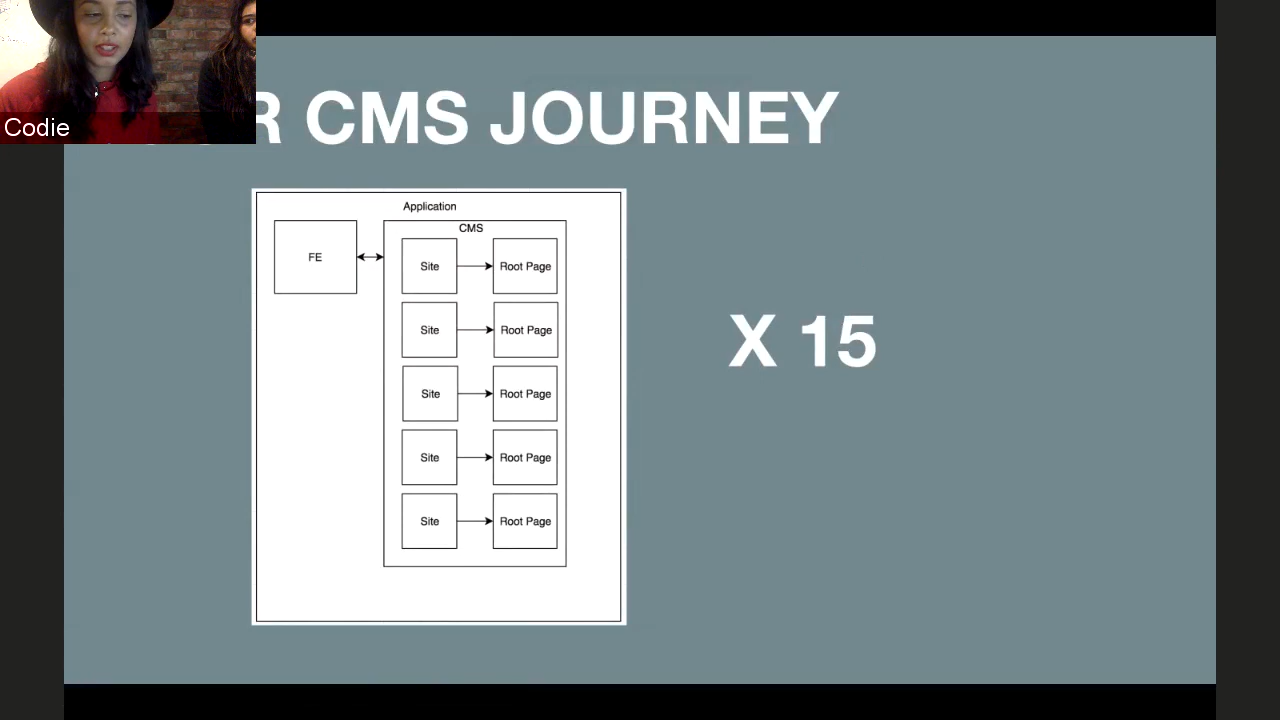 Codie
R CMS JOURNEY
Application
CMS
FE
Site
Root Page
Site
Root Page
Site
Root Page
Site
Root Page
Site
Root Page
X 15